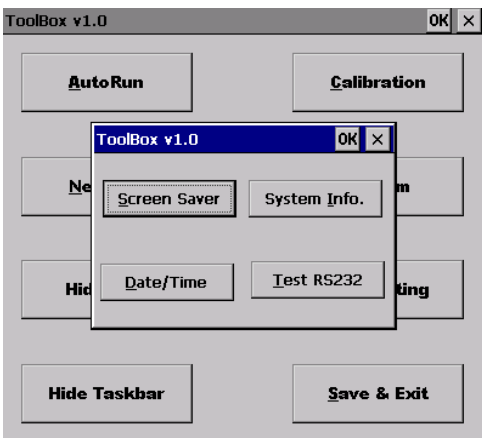 ToolBox v1.0 OK
AutoRun Calibration
ToolBox v1.0 OK
Screen Saver System Info.
Date/Time Test RS232
Hide Taskbar Save & Exit